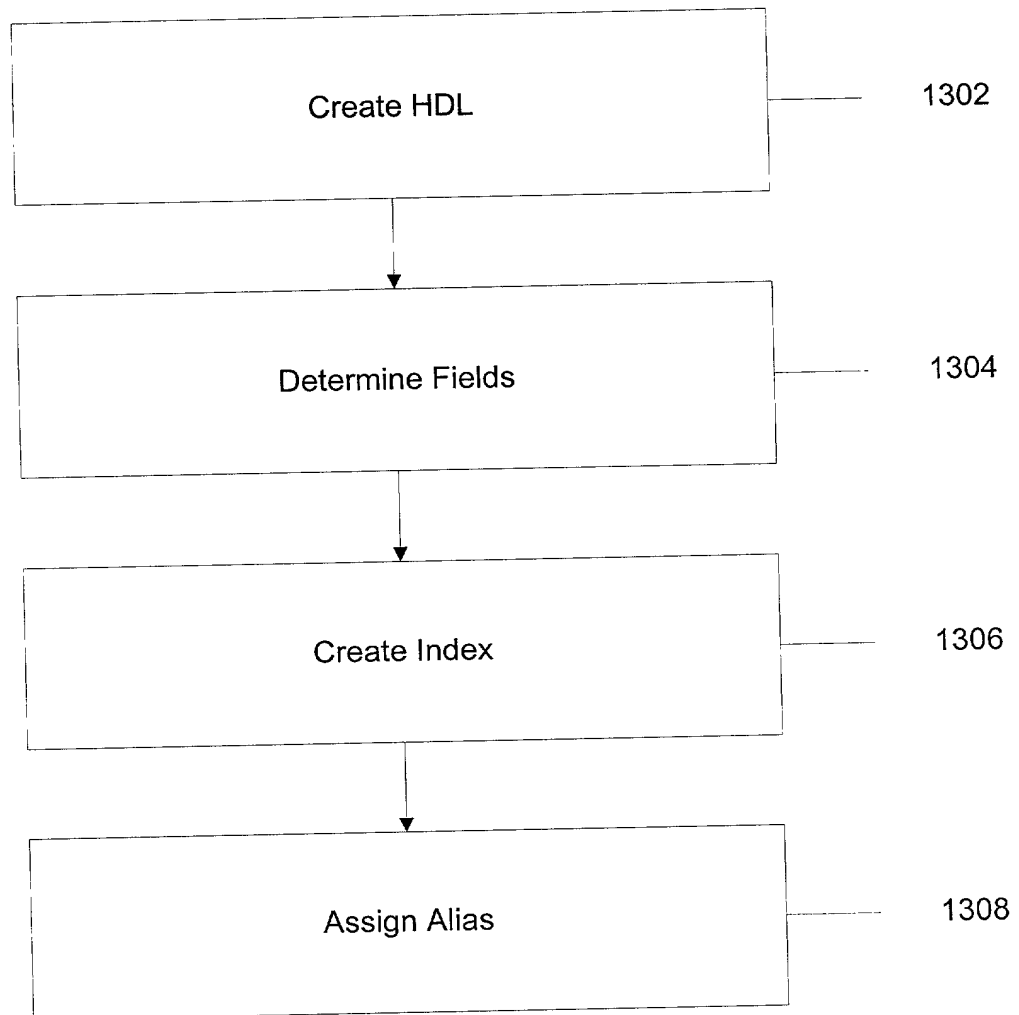 Create HDL
1302
Determine Fields
1304
Create Index
1306
Assign Alias
1308